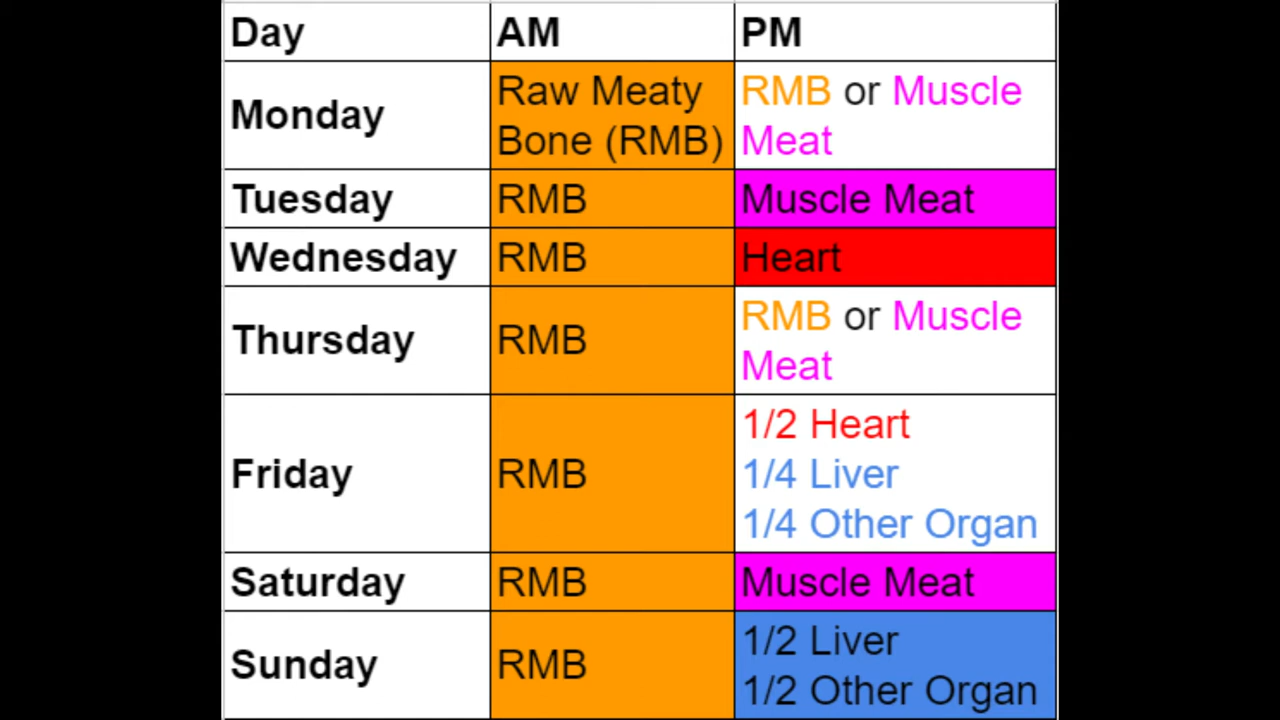 Day AM PM
Monday Raw Meaty Bone (RMB) RMB or Muscle Meat
Tuesday RMB Muscle Meat
Wednesday RMB Heart
Thursday RMB RMB or Muscle Meat
Friday RMB 1/2 Heart
1/4 Liver
1/4 Other Organ
Saturday RMB Muscle Meat
Sunday RMB 1/2 Liver
1/2 Other Organ